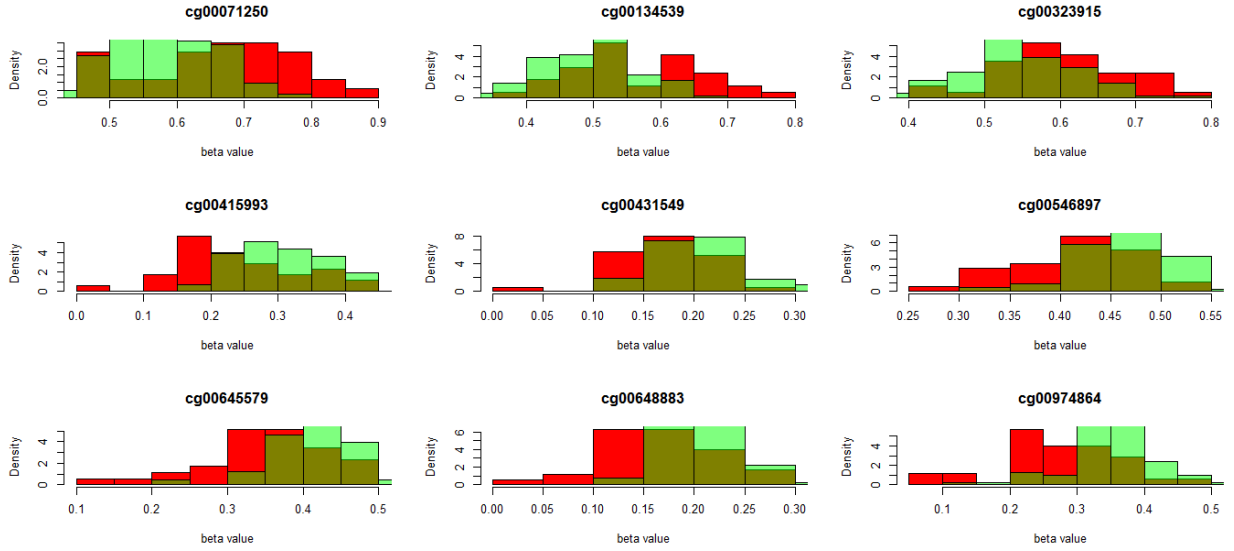 cg00071250 cg00134539 cg00323915
Density 0.0 2.0 Density 0 2 4 Density 0 2 4
0.5 0.6 0.7 0.8 0.9 0.4 0.5 0.6 0.7 0.8 0.4 0.5 0.6 0.7 0.8
beta value beta value beta value
cg00415993 cg00431549 cg00546897
Density 0 2 4 Density 0 4 8 Density 0 3 6
0.0 0.1 0.2 0.3 0.4 0.00 0.05 0.10 0.15 0.20 0.25 0.30 0.25 0.30 0.35 0.40 0.45 0.50 0.55
beta value beta value beta value
cg00645579 cg00648883 cg00974864
Density 0 2 4 Density 0 2 4 6 Density 0 2 4
0.1 0.2 0.3 0.4 0.5 0.00 0.05 0.10 0.15 0.20 0.25 0.30 0.1 0.2 0.3 0.4 0.5
beta value beta value beta value